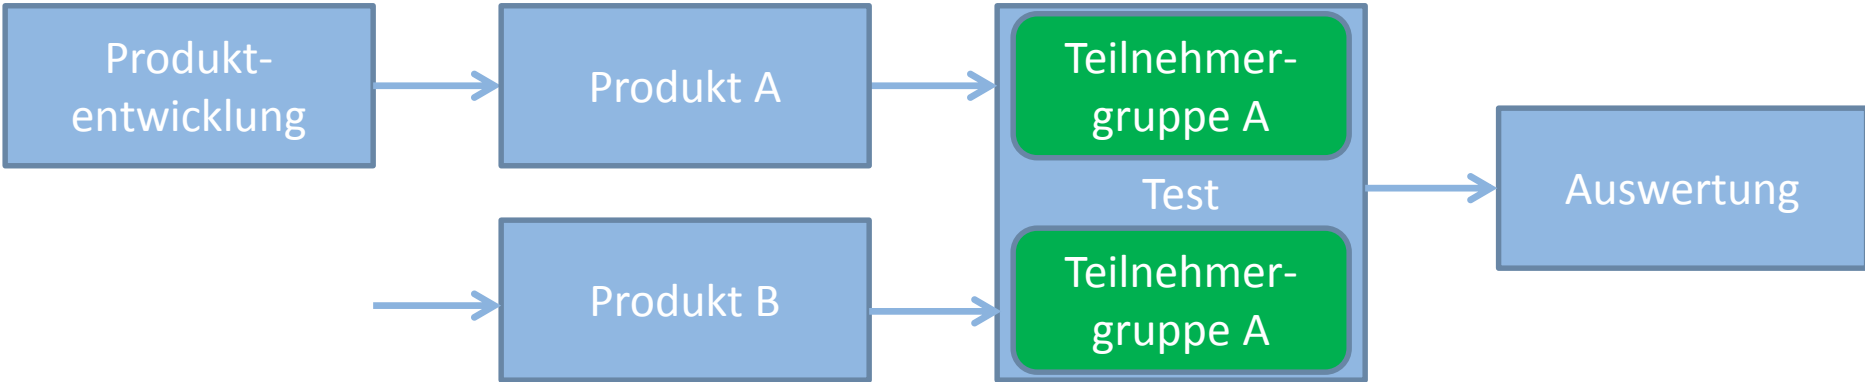 Produkt-
entwicklung
Produkt A
Teilnehmer-
gruppe A
Test
Teilnehmer-
gruppe A
Produkt B
Auswertung